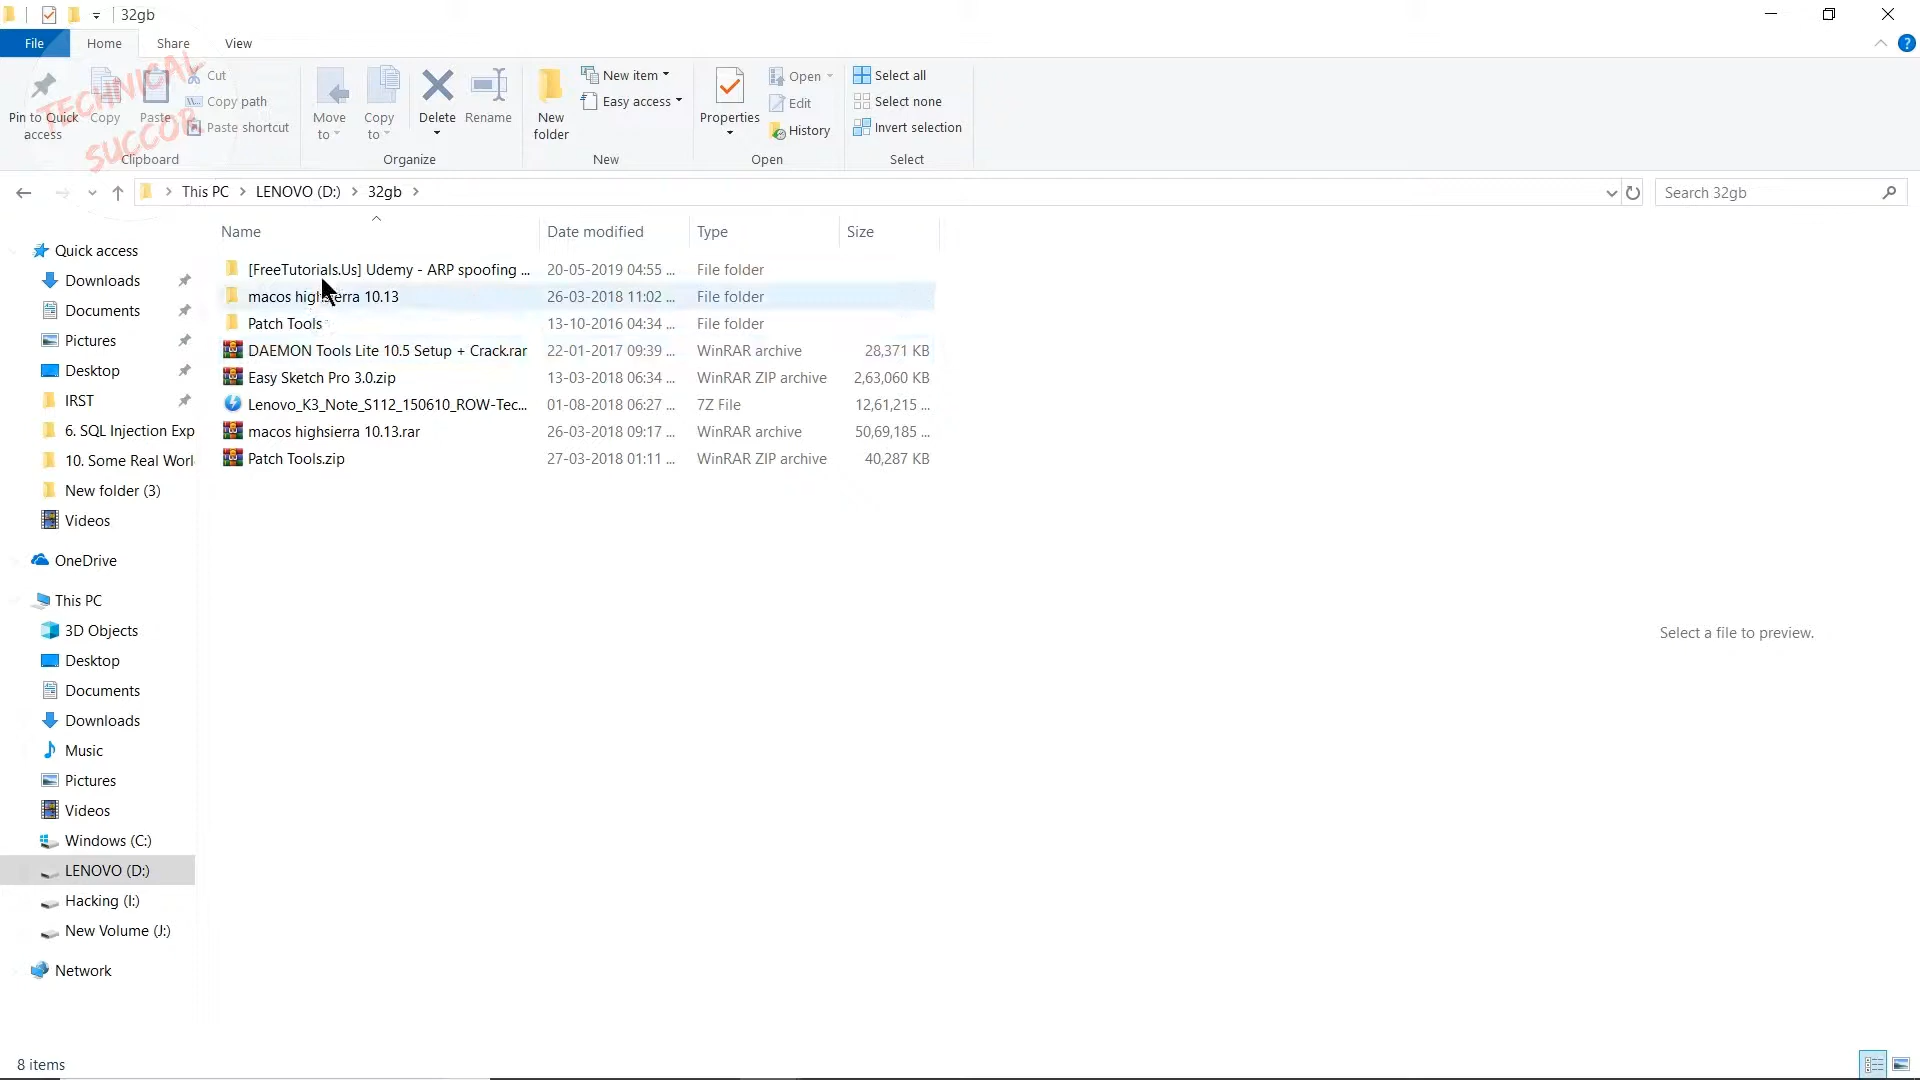 32gb
File
Home
Share
View
TECHNICAL
SUCCOR
Pin to Quick access
Copy
Paste
Cut
Copy path
Paste shortcut
Clipboard
Move to
Copy to
Delete
Rename
Organize
New folder
New item
Easy access
New
Properties
Open
Edit
History
Open
Select all
Select none
Invert selection
Select
This PC
LENOVO (D:)
32gb
Search 32gb
Name
Date modified
Type
Size
[FreeTutorials.Us] Udemy - ARP spoofing ... 20-05-2019 04:55 ... File folder
macos highsierra 10.13 26-03-2018 11:02 ... File folder
Patch Tools 13-10-2016 04:34 ... File folder
DAEMON Tools Lite 10.5 Setup + Crack.rar 22-01-2017 09:39 ... WinRAR archive 28,371 KB
Easy Sketch Pro 3.0.zip 13-03-2018 06:34 ... WinRAR ZIP archive 2,63,060 KB
Lenovo_K3_Note_S112_150610_ROW-Tec... 01-08-2018 06:27 ... 7Z File 12,61,215 ...
macos highsierra 10.13.rar 26-03-2018 09:17 ... WinRAR archive 50,69,185 ...
Patch Tools.zip 27-03-2018 01:11 ... WinRAR ZIP archive 40,287 KB
Quick access
Downloads
Documents
Pictures
Desktop
IRST
6. SQL Injection Exp
10. Some Real Worl
New folder (3)
Videos
OneDrive
This PC
3D Objects
Desktop
Documents
Downloads
Music
Pictures
Videos
Windows (C:)
LENOVO (D:)
Hacking (I:)
New Volume (J:)
Network
Select a file to preview.
8 items